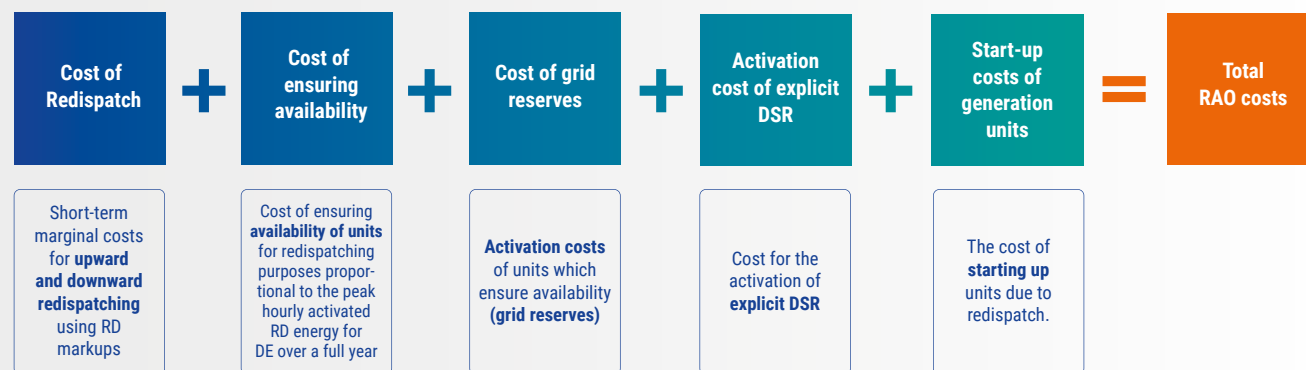 Cost of
Redispatch
+
Cost of
ensuring
availability
+
Cost of grid
reserves
+
Activation
cost of explicit
DSR
+
Start-up
costs of
generation
units
=
Total
RAO costs
Short-term
marginal costs
for upward
and downward
redispatching
using RD
markups
Cost of ensuring
availability of units
for redispatching
purposes propor-
tional to the peak
hourly activated
RD energy for
DE over a full year
Activation costs
of units which
ensure availability
(grid reserves)
Cost for the
activation of
explicit DSR
The cost of
starting up
units due to
redispatch.